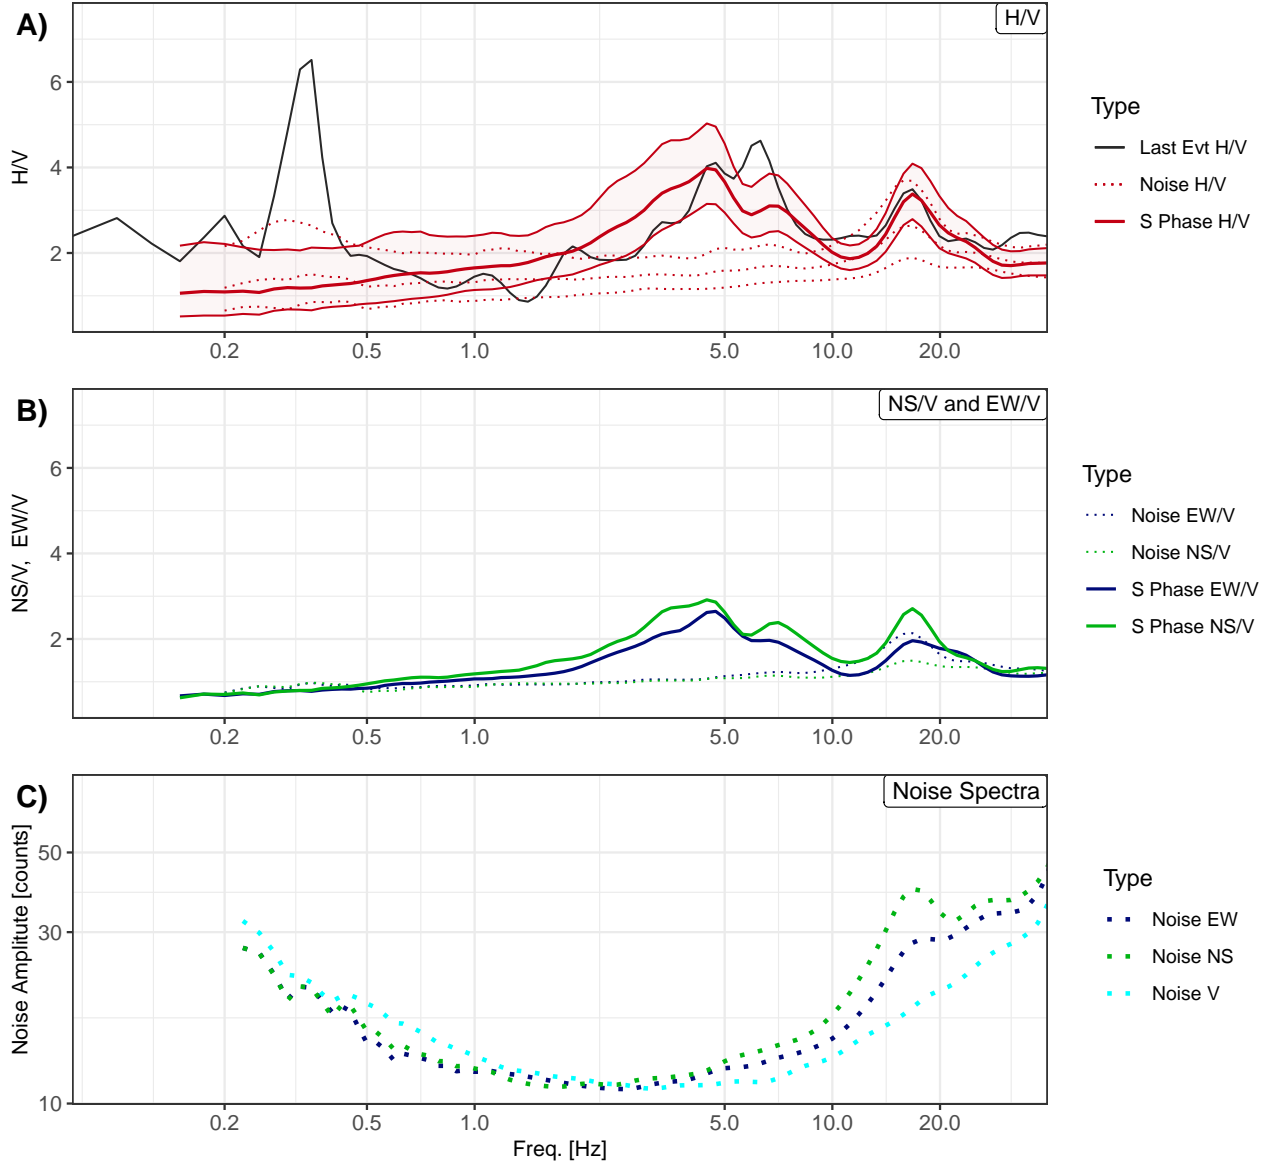 A)
H/V
6
4
2
H/V
0.2 0.5 1.0 5.0 10.0 20.0
Type
Last Evt H/V
Noise H/V
S Phase H/V
B)
NS/V and EW/V
6
4
2
NS/V, EW/V
0.2 0.5 1.0 5.0 10.0 20.0
Type
Noise EW/V
Noise NS/V
S Phase EW/V
S Phase NS/V
C)
Noise Spectra
50
30
10
Noise Amplitute [counts]
0.2 0.5 1.0 5.0 10.0 20.0
Freq. [Hz]
Type
Noise EW
Noise NS
Noise V